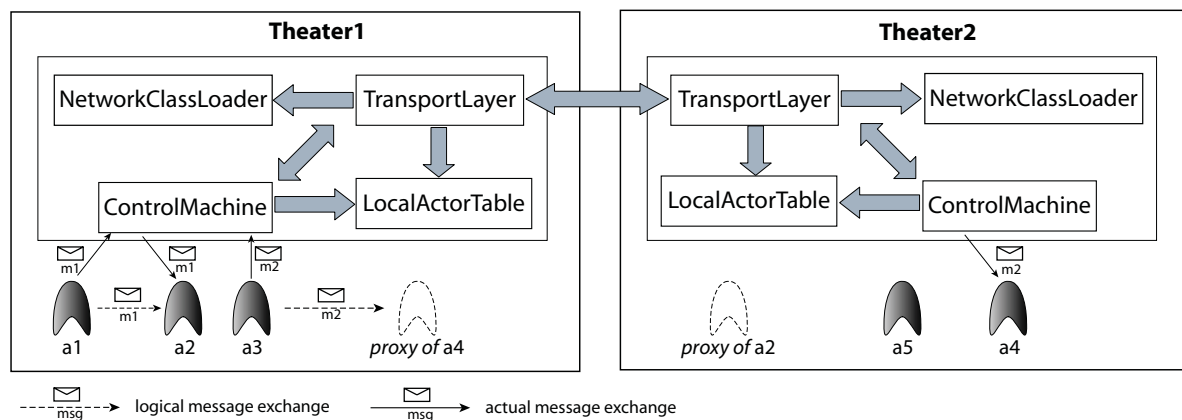 Theater1
Theater2
NetworkClassLoader
TransportLayer
TransportLayer
NetworkClassLoader
ControlMachine
LocalActorTable
LocalActorTable
ControlMachine
m1
m1
m2
m2
m1
m2
a1
a2
a3
proxy of a4
proxy of a2
a5
a4
msg
logical message exchange
msg
actual message exchange